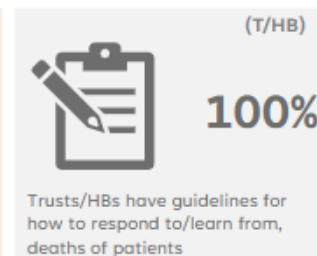 (T/HB)
100%
Trusts/HBs have guidelines for
how to respond to/learn from,
deaths of patients